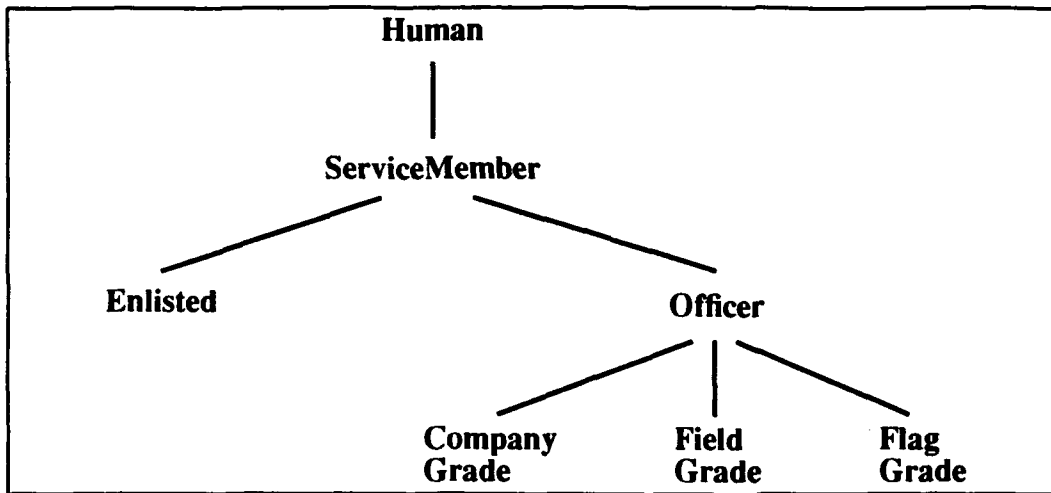 Human
ServiceMember
Enlisted
Officer
Company
Grade
Field
Grade
Flag
Grade